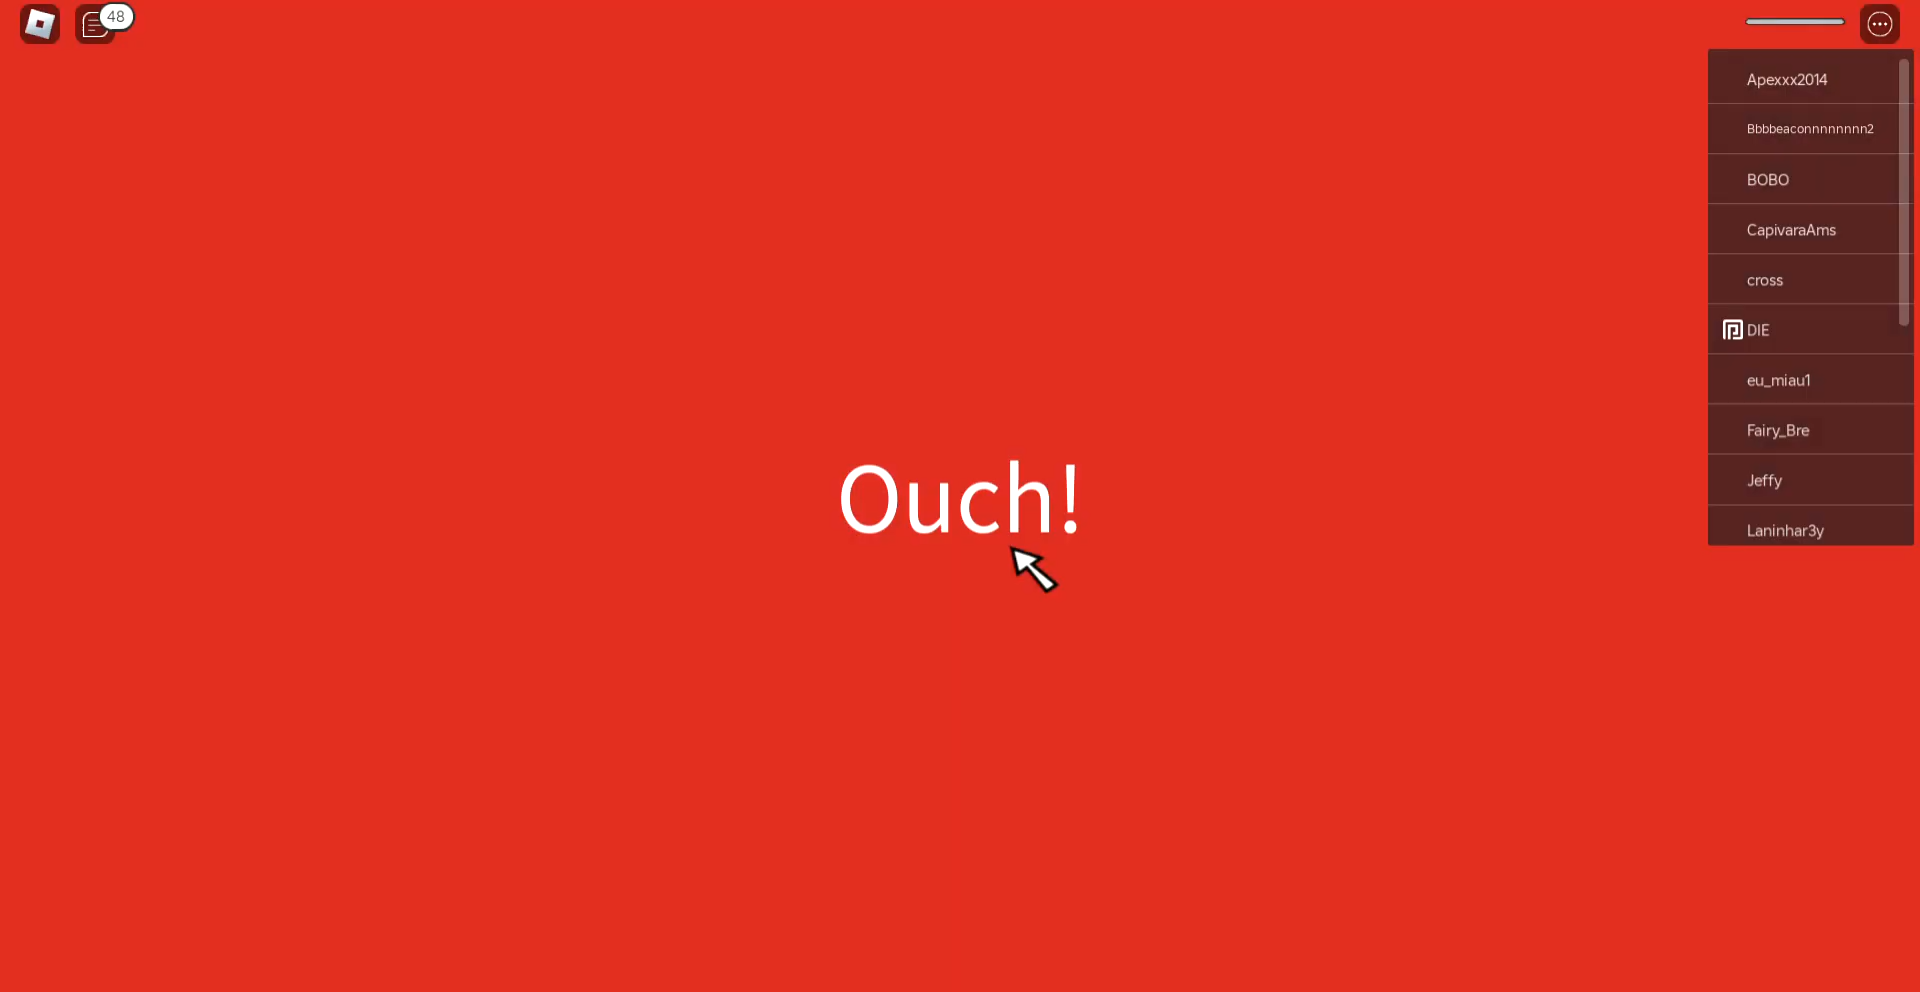 48
Apexxx2014
Bbbbeaconnnnnnnn2
BOBO
CapivaraAms
cross
DIE
eu_miau1
Fairy_Bre
Jeffy
Laninhar3y
Ouch!